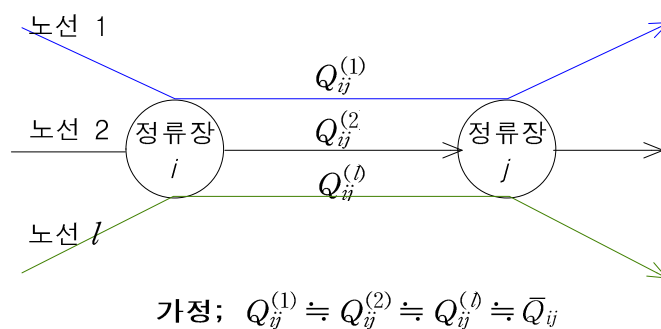 노선 1
Q_{ij}^{(1)}
노선 2
정류장
i
Q_{ij}^{(2)}
정류장
j
Q_{ij}^{(l)}
노선 l
가정; Q_{ij}^{(1)} ≒ Q_{ij}^{(2)} ≒ Q_{ij}^{(l)} ≒ \bar{Q}_{ij}